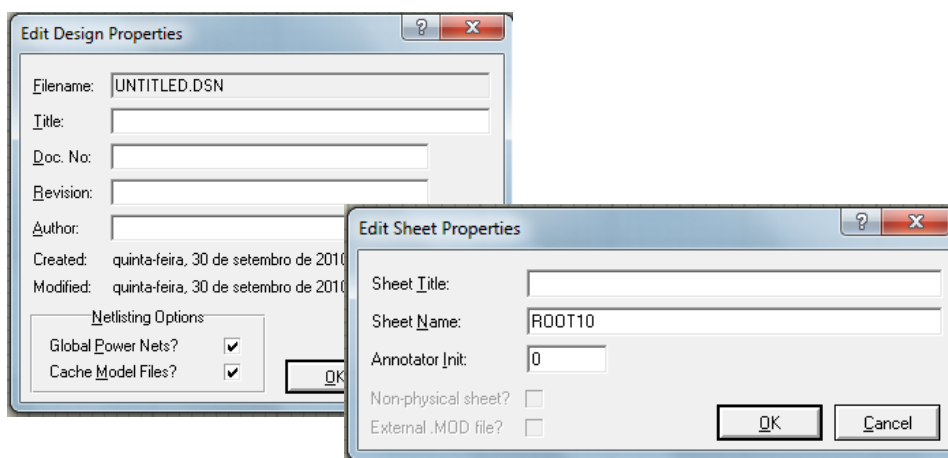 Edit Design Properties
?
X
Filename: UNTITLED.DSN
Title:
Doc. No:
Revision:
Author:
Created: quinta-feira, 30 de setembro de 2010
Modified: quinta-feira, 30 de setembro de 2010
Netlisting Options
Global Power Nets?
Cache Model Files?
OK
Edit Sheet Properties
?
X
Sheet Title:
Sheet Name: ROOT10
Annotator Init: 0
Non-physical sheet?
External .MOD file?
OK
Cancel